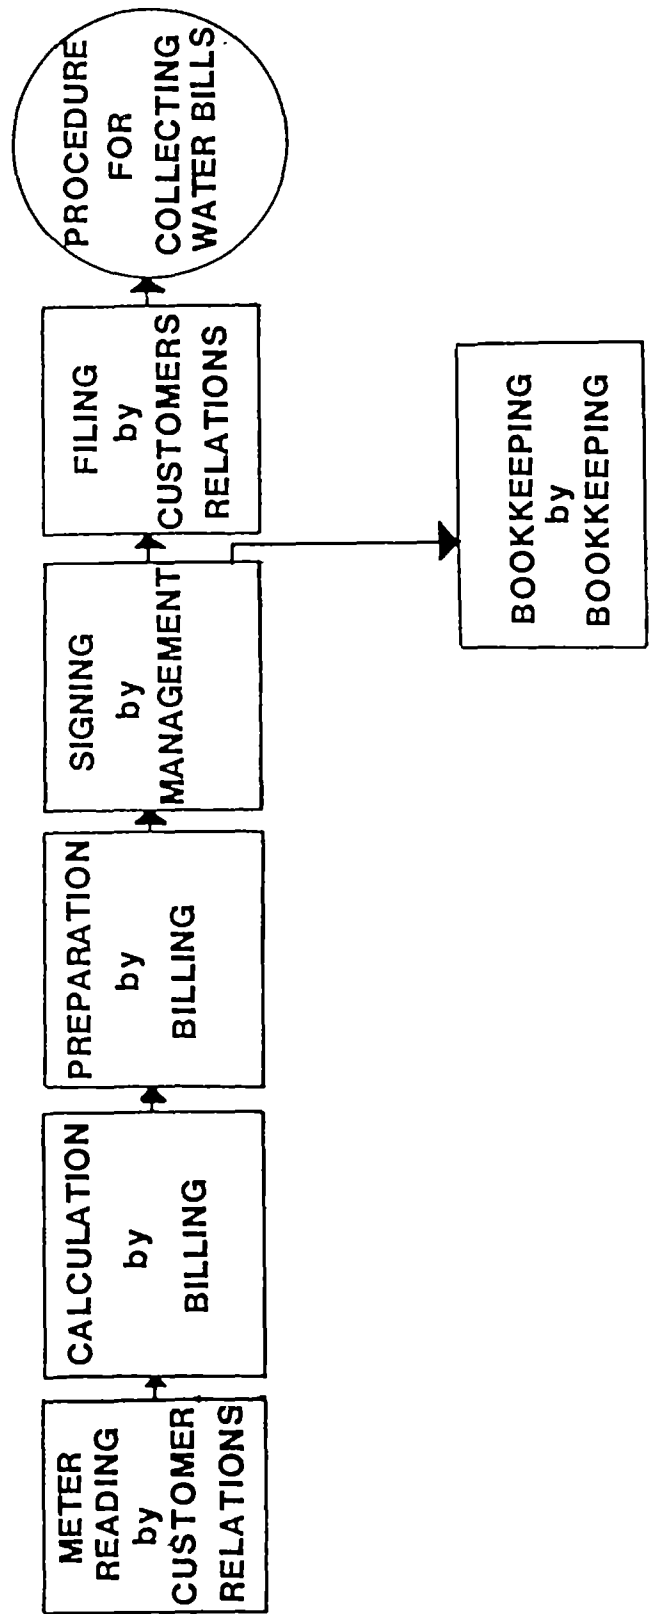 METER
READING
by
CUSTOMER
RELATIONS
CALCULATION
by
BILLING
PREPARATION
by
BILLING
SIGNING
by
MANAGEMENT
FILING
by
CUSTOMERS
RELATIONS
PROCEDURE
FOR
COLLECTING
WATER BILLS
BOOKKEEPING
by
BOOKKEEPING